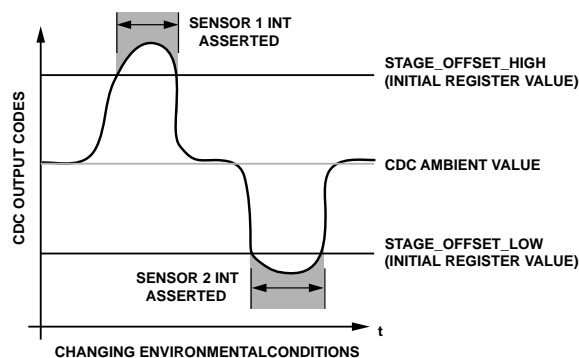 SENSOR 1 INT
ASSERTED
STAGE_OFFSET_HIGH
(INITIAL REGISTER VALUE)
CDC OUTPUT CODES
CDC AMBIENT VALUE
STAGE_OFFSET_LOW
(INITIAL REGISTER VALUE)
SENSOR 2 INT
ASSERTED
t
CHANGING ENVIRONMENTALCONDITIONS